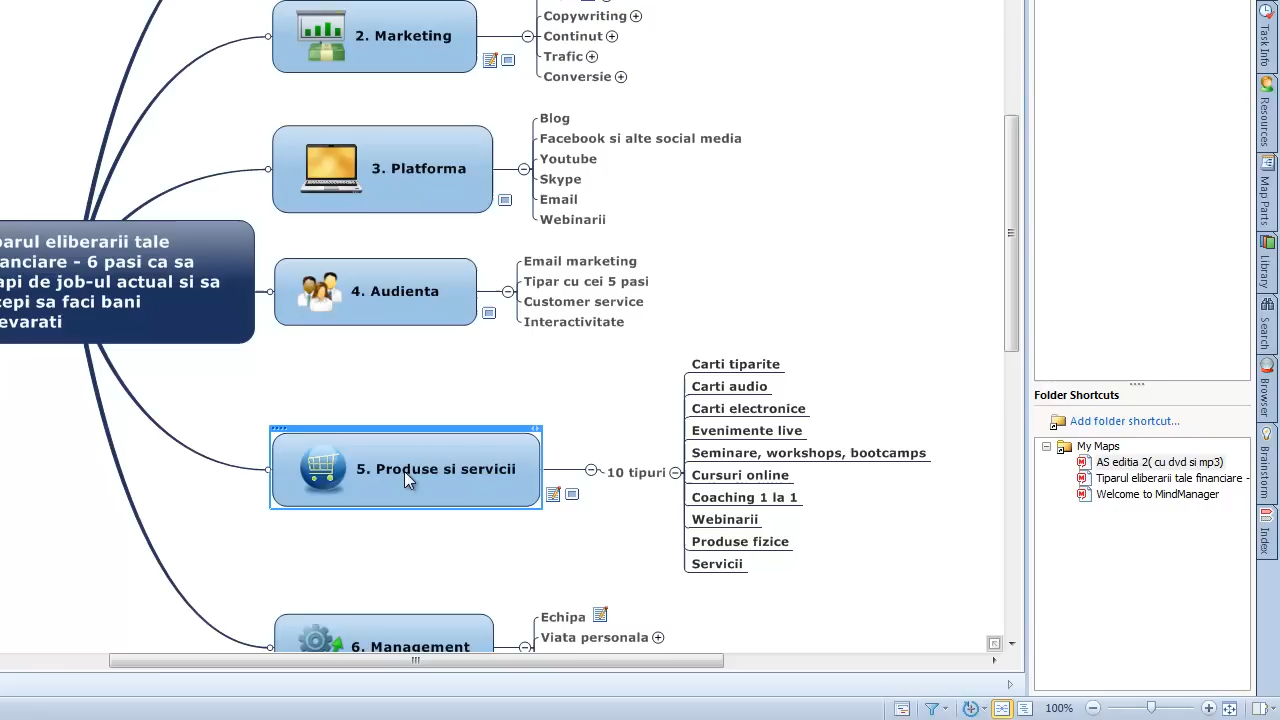 Copywriting
2. Marketing
Continut
Trafic
Conversie
Blog
Facebook si alte social media
3. Platforma
Youtube
Skype
Email
Webinarii
parul eliberarii tale
anciare - 6 pasi ca sa
api de job-ul actual si sa
cepi sa faci bani
evarati
Email marketing
Tipar cu cei 5 pasi
4. Audienta
Customer service
Interactivitate
5. Produse si servicii
10 tipuri
Carti tiparite
Carti audio
Carti electronice
Evenimente live
Seminare, workshops, bootcamps
Cursuri online
Coaching 1 la 1
Webinarii
Produse fizice
Servicii
Echipa
6. Management
Viata personala
Folder Shortcuts
Add folder shortcut...
My Maps
AS editia 2( cu dvd si mp3)
Tiparul eliberarii tale financiare -
Welcome to MindManager
Task Info
Resources
Map Parts
Library
Search
Browser
Brainstorm
Index
100%